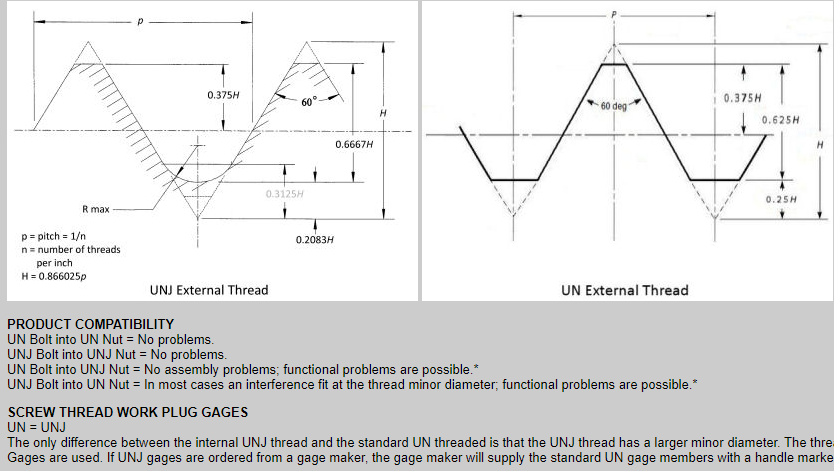 p
0.375H
60°
H
0.6667H
0.3125H
R max
0.2083H
p = pitch = 1/n
n = number of threads
per inch
H = 0.866025p
UNJ External Thread
P
60 deg
0.375H
0.625H
H
0.25H
UN External Thread
PRODUCT COMPATIBILITY
UN Bolt into UN Nut = No problems.
UNJ Bolt into UNJ Nut = No problems.
UN Bolt into UNJ Nut = No assembly problems; functional problems are possible.*
UNJ Bolt into UN Nut = In most cases an interference fit at the thread minor diameter; functional problems are possible.*
SCREW THREAD WORK PLUG GAGES
UN = UNJ
The only difference between the internal UNJ thread and the standard UN threaded is that the UNJ thread has a larger minor diameter. The threa
Gages are used. If UNJ gages are ordered from a gage maker, the gage maker will supply the standard UN gage members with a handle marke